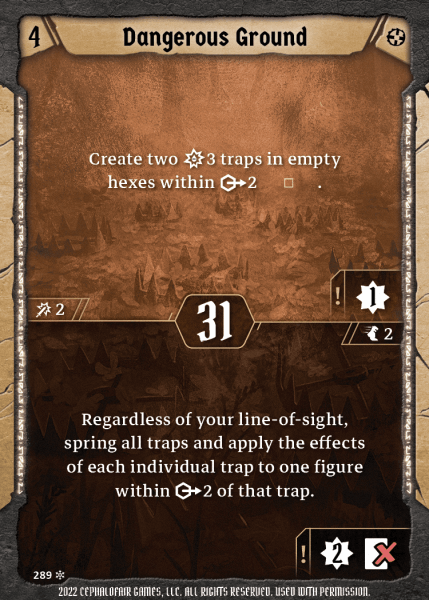 4 Dangerous Ground
Create two 3 traps in empty
hexes within 2 .
! 1
2
31
2
Regardless of your line-of-sight,
spring all traps and apply the effects
of each individual trap to one figure
within 2 of that trap.
! 2
289
2022 CEPHALOFAIR GAMES, LLC. ALL RIGHTS RESERVED. USED WITH PERMISSION.